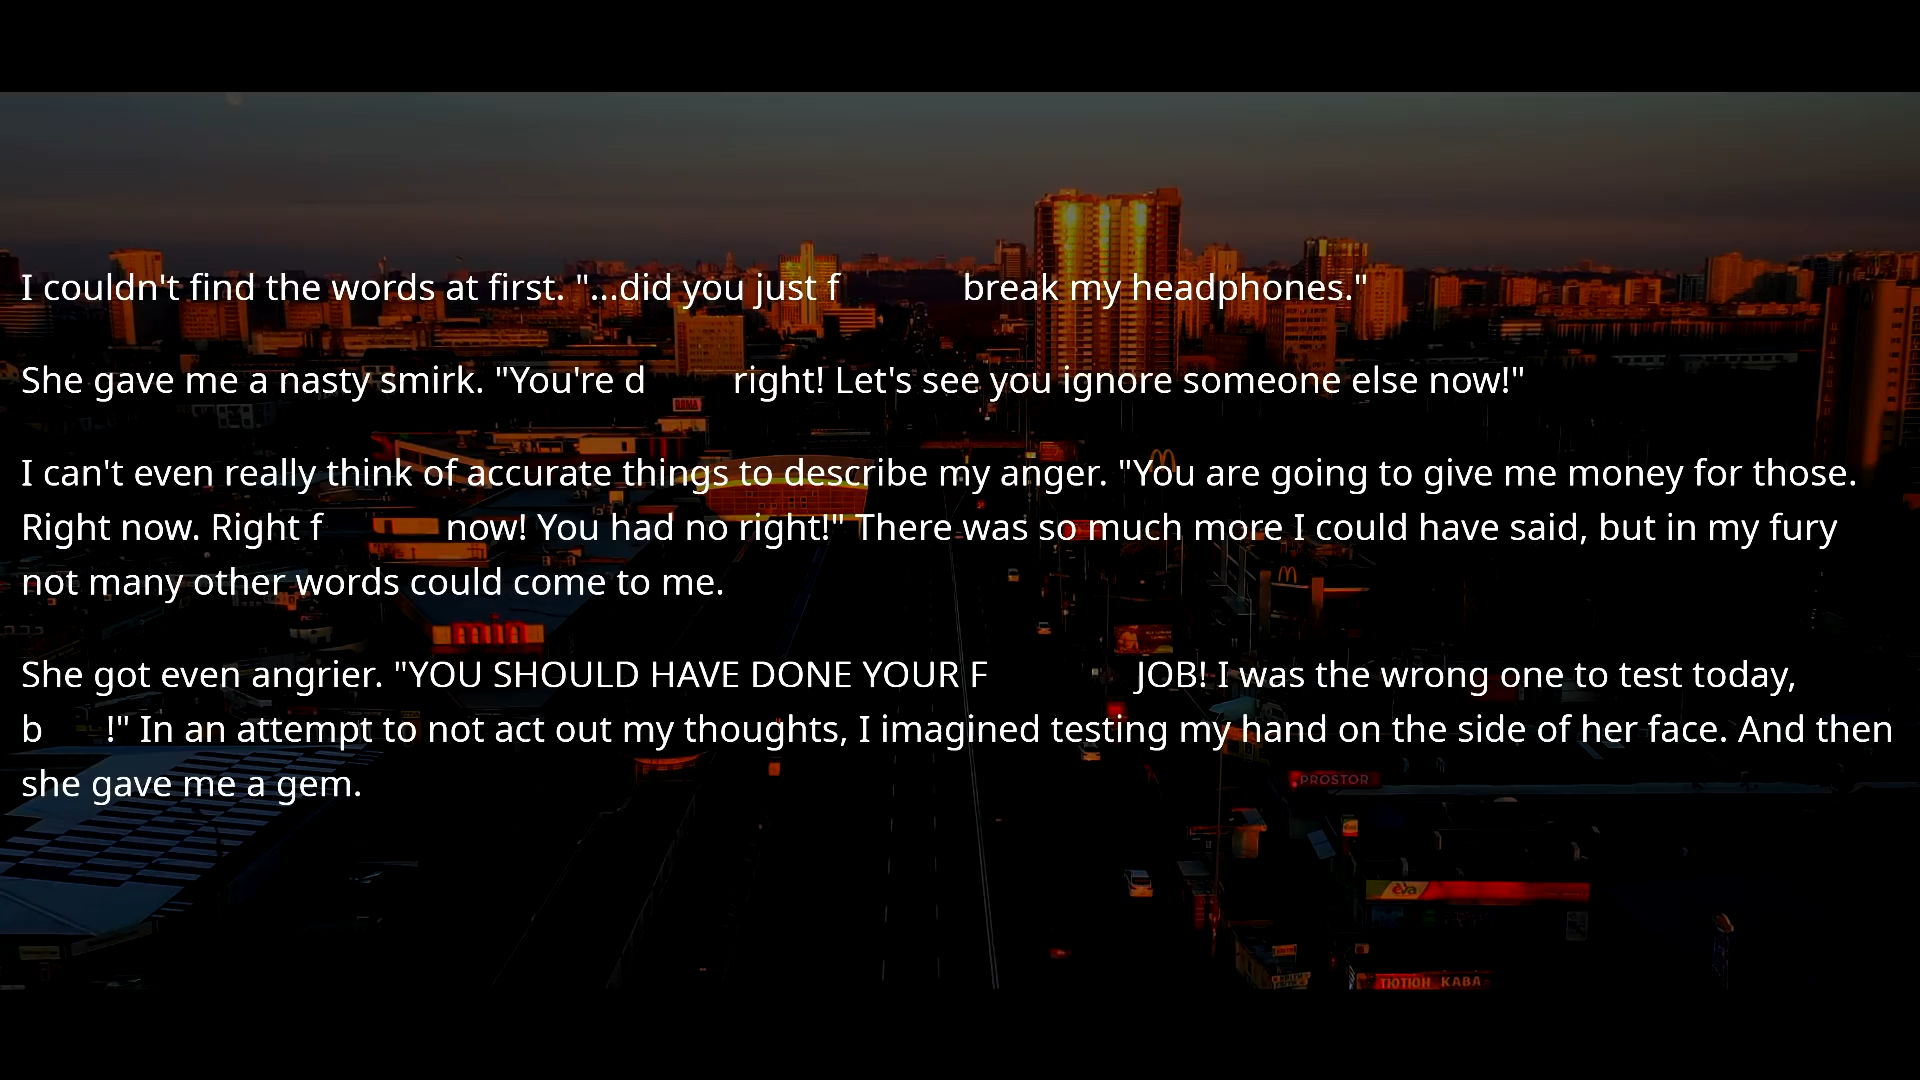 I couldn't find the words at first. "...did you just f break my headphones."
She gave me a nasty smirk. "You're d right! Let's see you ignore someone else now!"
I can't even really think of accurate things to describe my anger. "You are going to give me money for those.
Right now. Right f now! You had no right!" There was so much more I could have said, but in my fury
not many other words could come to me.
She got even angrier. "YOU SHOULD HAVE DONE YOUR F JOB! I was the wrong one to test today,
b !" In an attempt to not act out my thoughts, I imagined testing my hand on the side of her face. And then
she gave me a gem.
min
PROSTOR
eva
ТЮТЮН КАВА